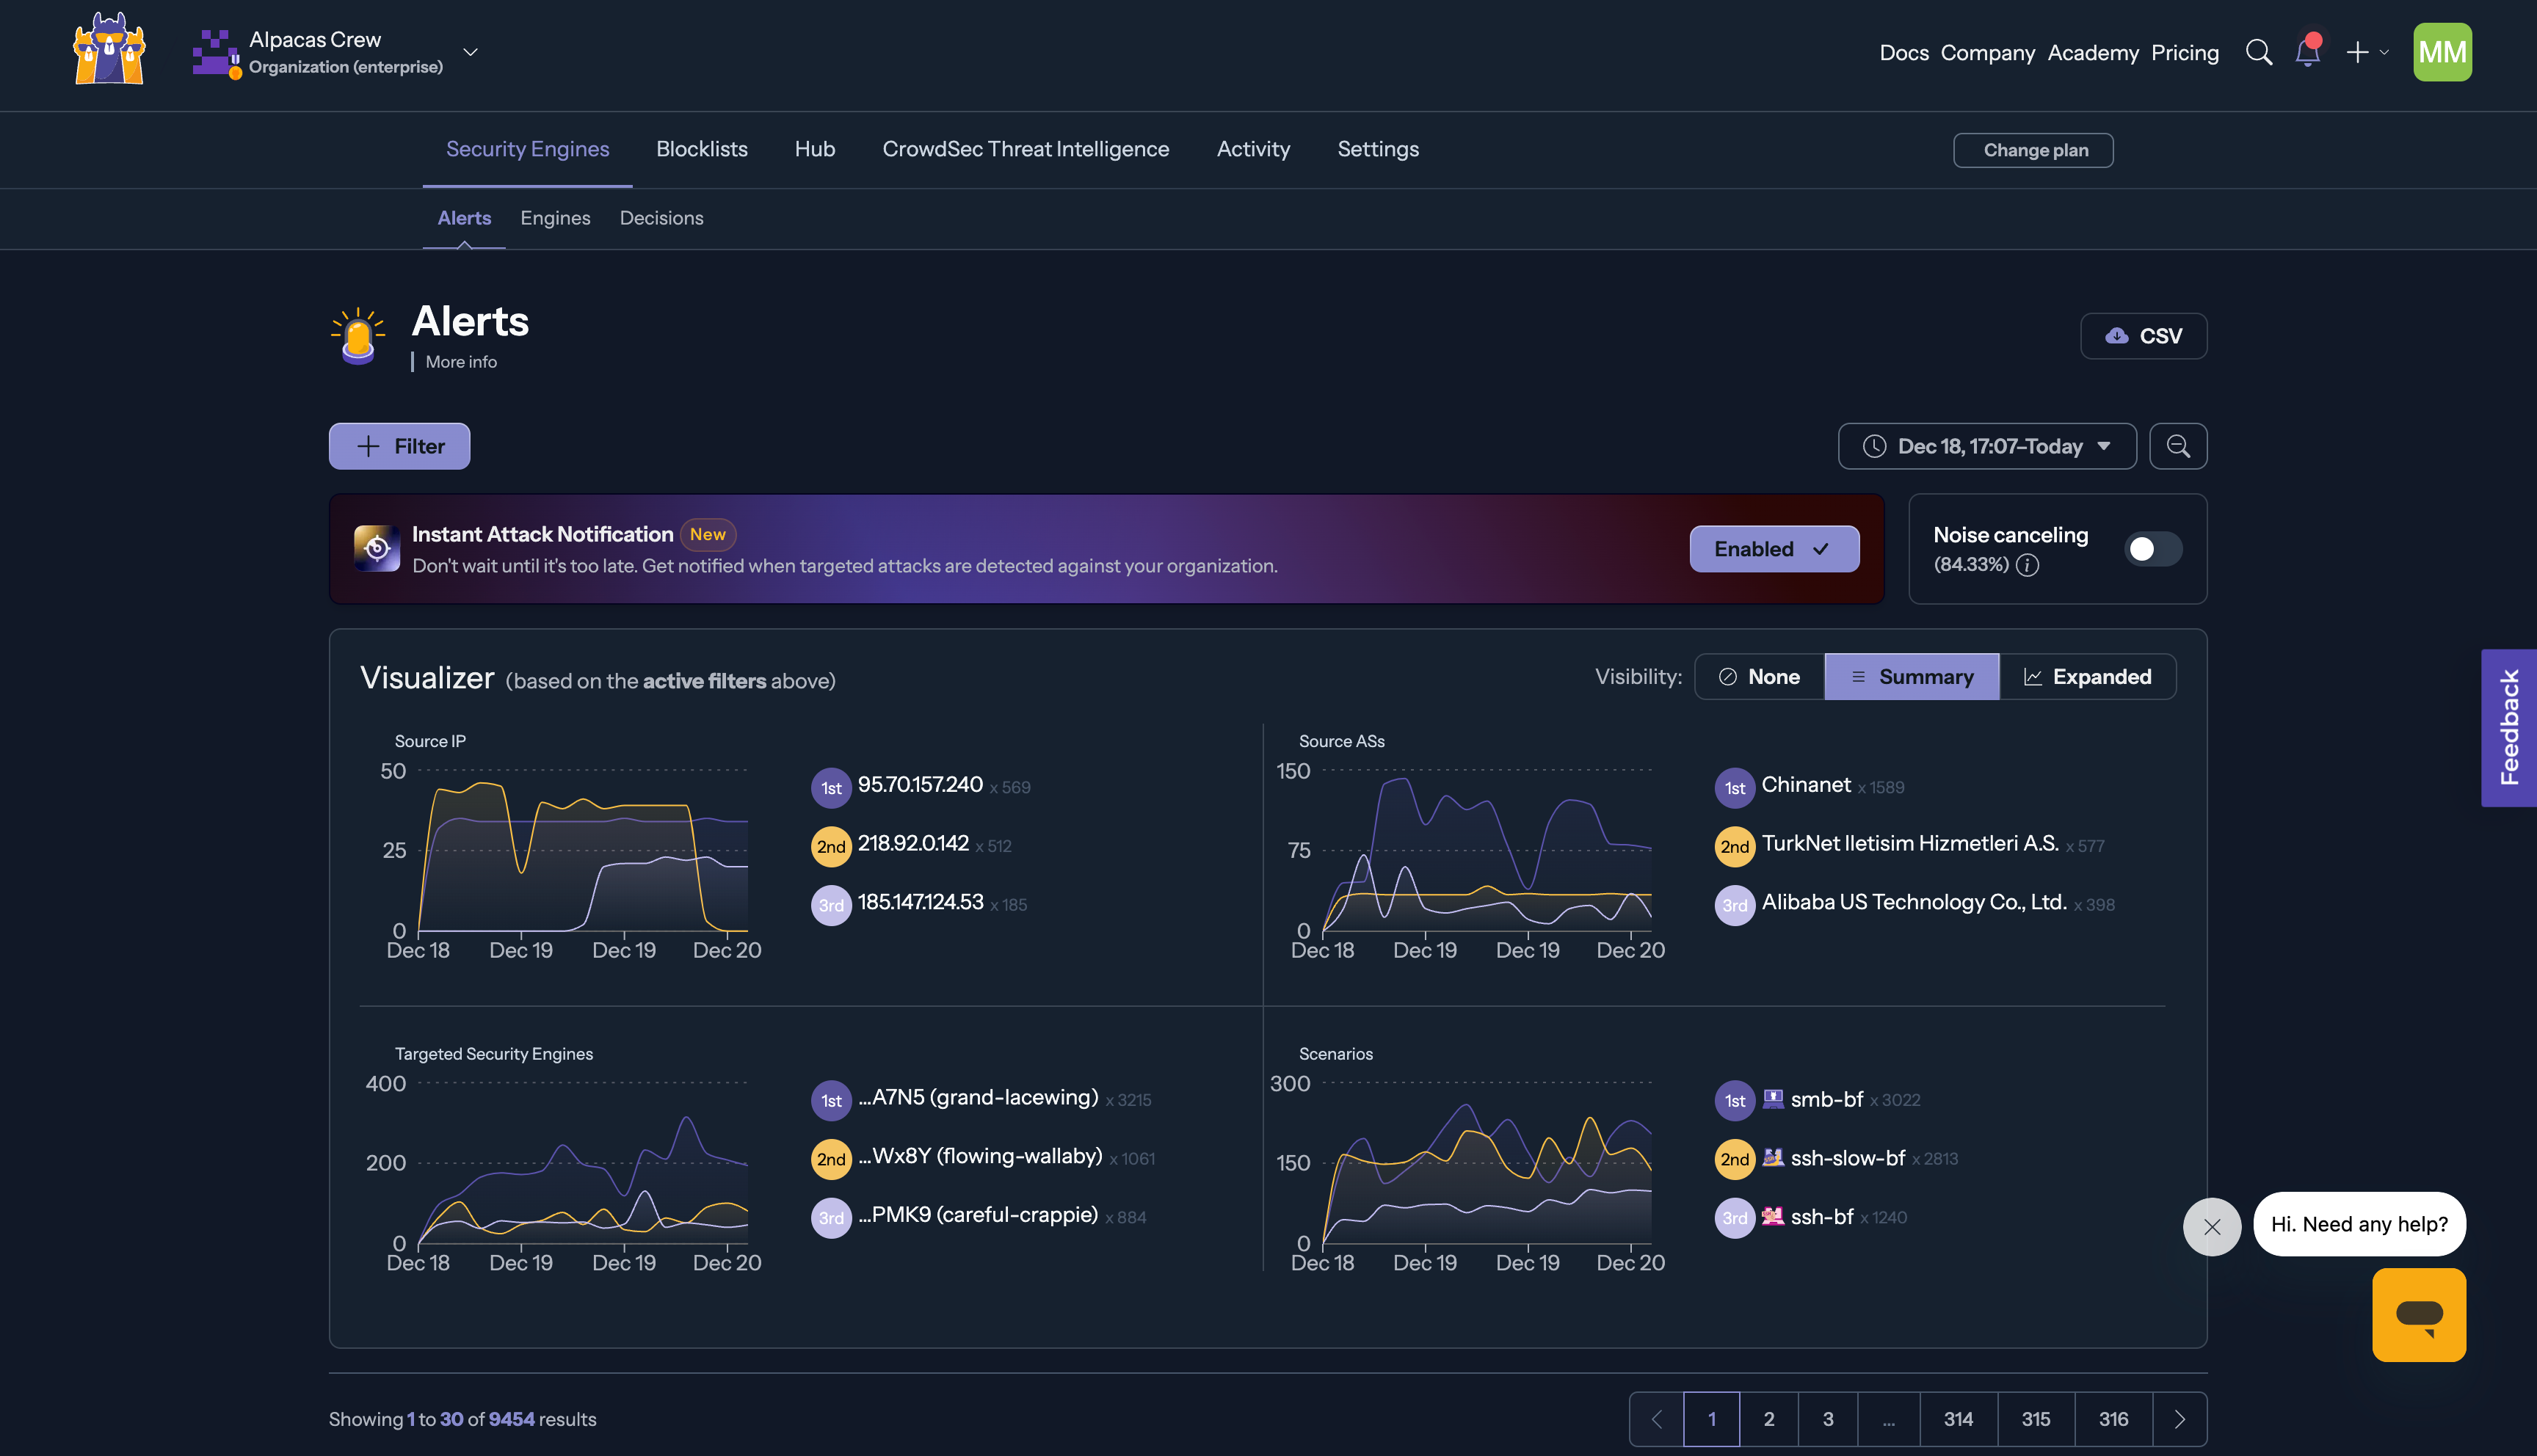 Alpacas Crew
Organization (enterprise)
Docs Company Academy Pricing
MM
Security Engines Blocklists Hub CrowdSec Threat Intelligence Activity Settings
Change plan
Alerts Engines Decisions
Alerts
More info
CSV
Filter
Dec 18, 17:07–Today
Instant Attack Notification New
Don't wait until it's too late. Get notified when targeted attacks are detected against your organization.
Enabled
Noise canceling
(84.33%)
Visualizer (based on the active filters above)
Visibility: None Summary Expanded
Feedback
Source IP
50
25
0
Dec 18 Dec 19 Dec 19 Dec 20
1st 95.70.157.240 x 569
2nd 218.92.0.142 x 512
3rd 185.147.124.53 x 185
Source ASs
150
75
0
Dec 18 Dec 19 Dec 19 Dec 20
1st Chinanet x 1589
2nd TurkNet Iletisim Hizmetleri A.S. x 577
3rd Alibaba US Technology Co., Ltd. x 398
Targeted Security Engines
400
200
0
Dec 18 Dec 19 Dec 19 Dec 20
1st ...A7N5 (grand-lacewing) x 3215
2nd ...Wx8Y (flowing-wallaby) x 1061
3rd ...PMK9 (careful-crappie) x 884
Scenarios
300
150
0
Dec 18 Dec 19 Dec 19 Dec 20
1st smb-bf x 3022
2nd ssh-slow-bf x 2813
3rd ssh-bf x 1240
Hi. Need any help?
Showing 1 to 30 of 9454 results
1 2 3 ... 314 315 316